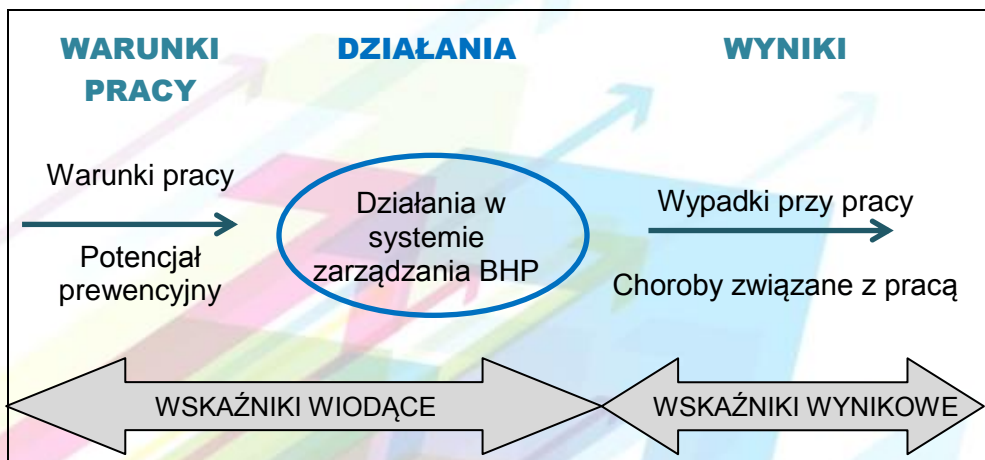 WARUNKI
PRACY
DZIAŁANIA
WYNIKI
Warunki pracy
Potencjał
prewencyjny
Działania w
systemie
zarządzania BHP
Wypadki przy pracy
Choroby związane z pracą
WSKAŹNIKI WIODĄCE
WSKAŹNIKI WYNIKOWE